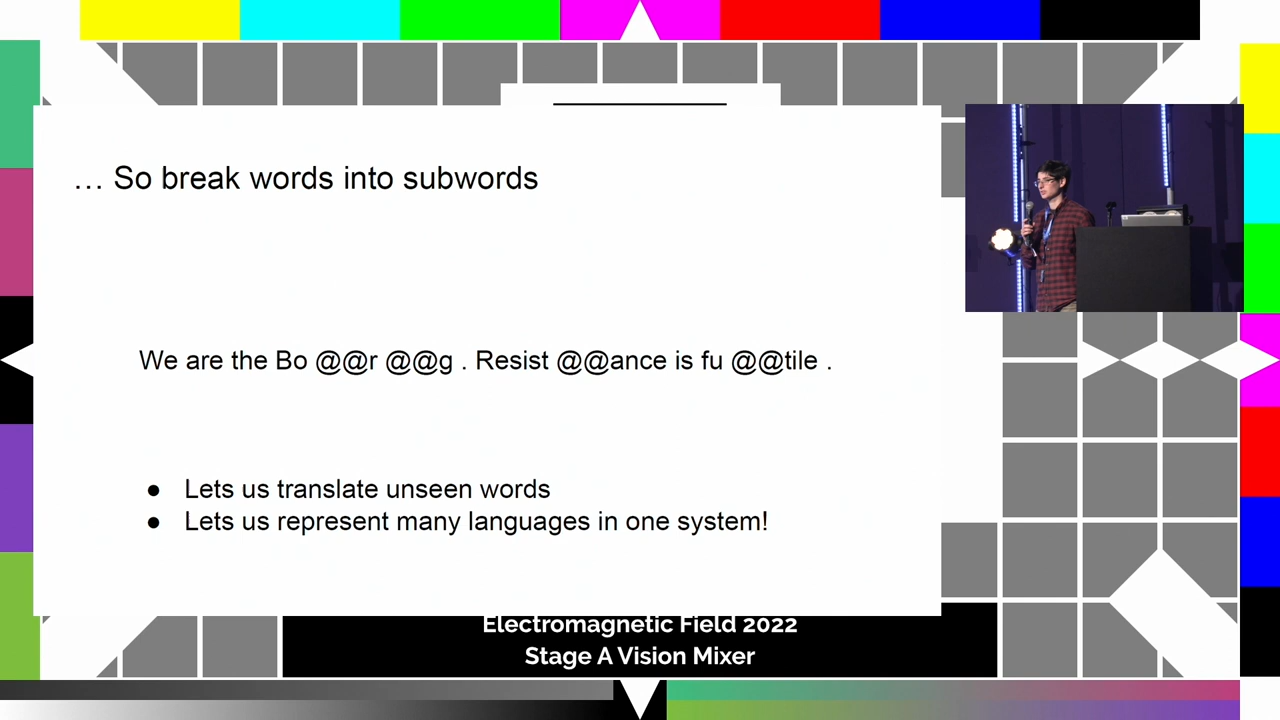 … So break words into subwords
We are the Bo @@r @@g . Resist @@ance is fu @@tile .
● Lets us translate unseen words
● Lets us represent many languages in one system!
Electromagnetic Field 2022
Stage A Vision Mixer